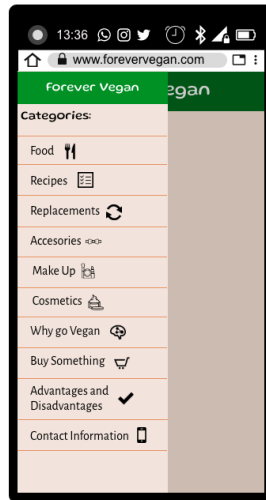 13:36
www.forevervegan.com
Forever Vegan
egan
Categories:
Food
Recipes
Replacements
Accesories
Make Up
Cosmetics
Why go Vegan
Buy Something
Advantages and
Disadvantages
Contact Information